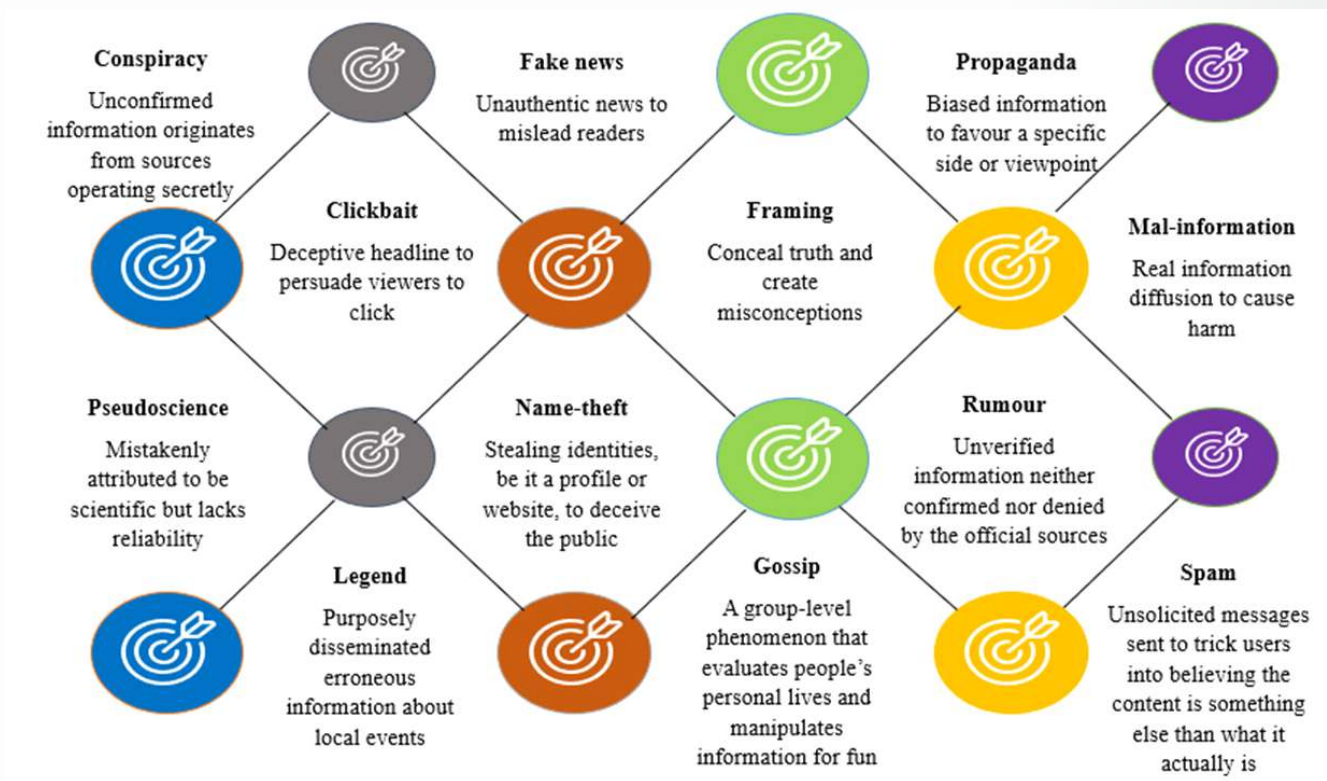 Conspiracy
Unconfirmed
information originates
from sources
operating secretly
Fake news
Unauthentic news to
mislead readers
Propaganda
Biased information
to favour a specific
side or viewpoint
Clickbait
Deceptive headline to
persuade viewers to
click
Framing
Conceal truth and
create
misconceptions
Mal-information
Real information
diffusion to cause
harm
Pseudoscience
Mistakenly
attributed to be
scientific but lacks
reliability
Name-theft
Stealing identities,
be it a profile or
website, to deceive
the public
Rumour
Unverified
information neither
confirmed nor denied
by the official sources
Legend
Purposely
disseminated
erroneous
information about
local events
Gossip
A group-level
phenomenon that
evaluates people’s
personal lives and
manipulates
information for fun
Spam
Unsolicited messages
sent to trick users
into believing the
content is something
else than what it
actually is